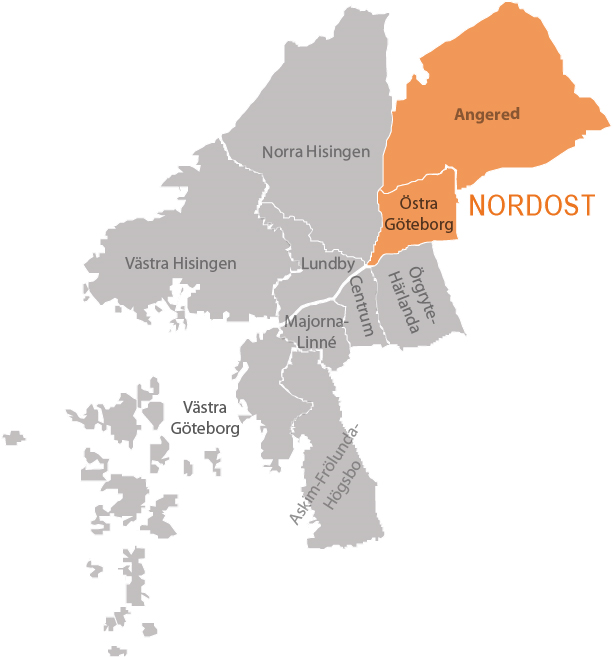 Angered
Norra Hisingen
Östra
Göteborg
NORDOST
Västra Hisingen
Lundby
Centrum
Örgryte-
Härlanda
Majorna-
Linné
Västra
Göteborg
Askim-Frölunda-
Högsbo